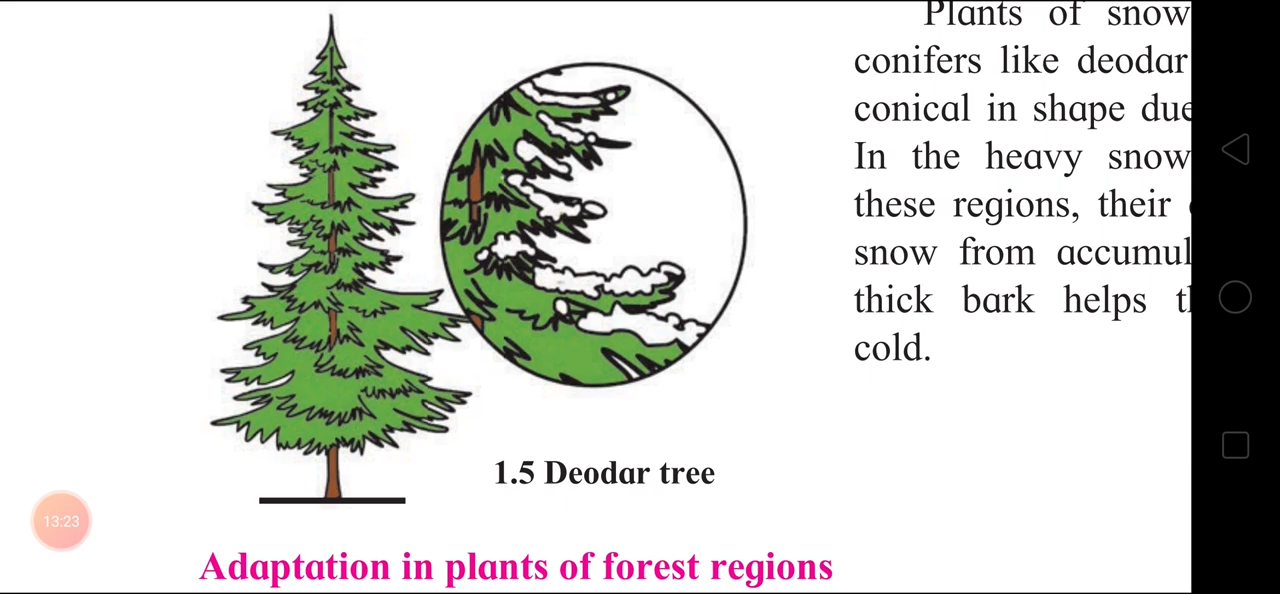 Plants of snow
conifers like deodar
conical in shape due
In the heavy snow
these regions, their
snow from accumul
thick bark helps
cold.
1.5 Deodar tree
13:23
Adaptation in plants of forest regions